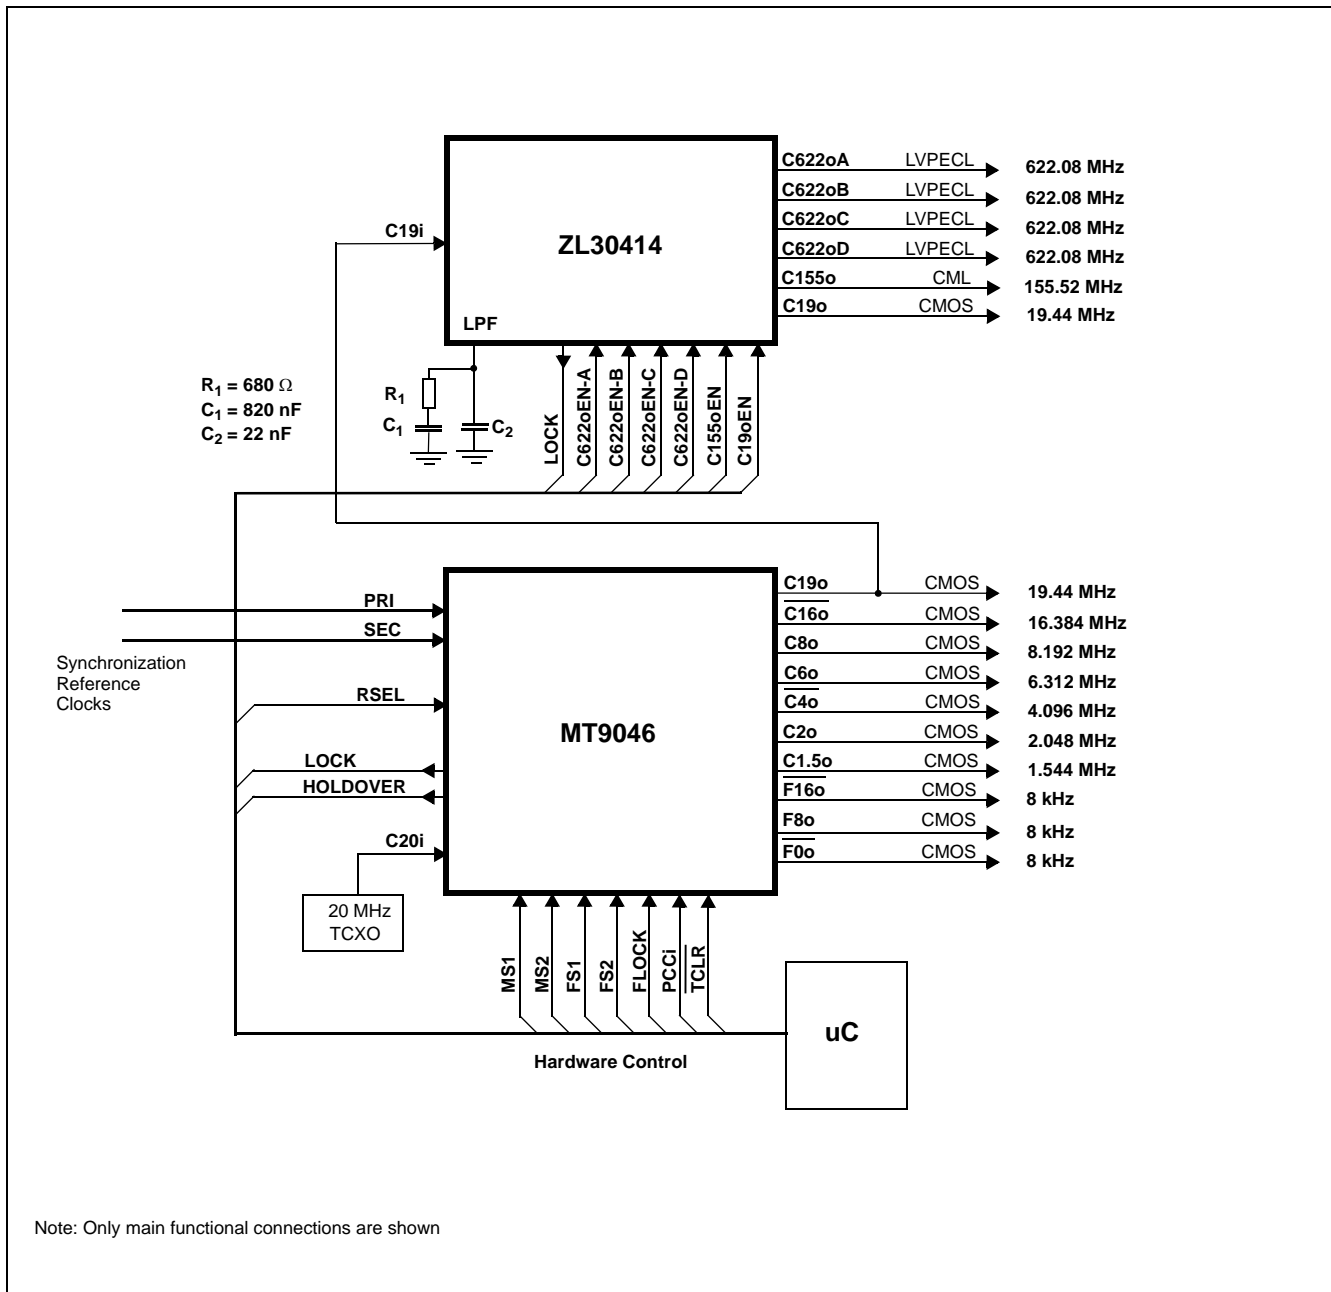 C622oA LVPECL 622.08 MHz
C622oB LVPECL 622.08 MHz
C622oC LVPECL 622.08 MHz
C622oD LVPECL 622.08 MHz
C155o CML 155.52 MHz
C19o CMOS 19.44 MHz
C19i
ZL30414
LPF
R1 = 680 Ω
C1 = 820 nF
C2 = 22 nF
R1
C1
C2
LOCK
C622oEN-A
C622oEN-B
C622oEN-C
C622oEN-D
C155oEN
C19oEN
PRI
SEC
Synchronization
Reference
Clocks
RSEL
LOCK
HOLDOVER
C20i
20 MHz
TCXO
MT9046
C19o CMOS 19.44 MHz
C16o CMOS 16.384 MHz
C8o CMOS 8.192 MHz
C6o CMOS 6.312 MHz
C4o CMOS 4.096 MHz
C2o CMOS 2.048 MHz
C1.5o CMOS 1.544 MHz
F16o CMOS 8 kHz
F8o CMOS 8 kHz
F0o CMOS 8 kHz
MS1
MS2
FS1
FS2
FLOCK
PCCi
TCLR
uC
Hardware Control
Note: Only main functional connections are shown